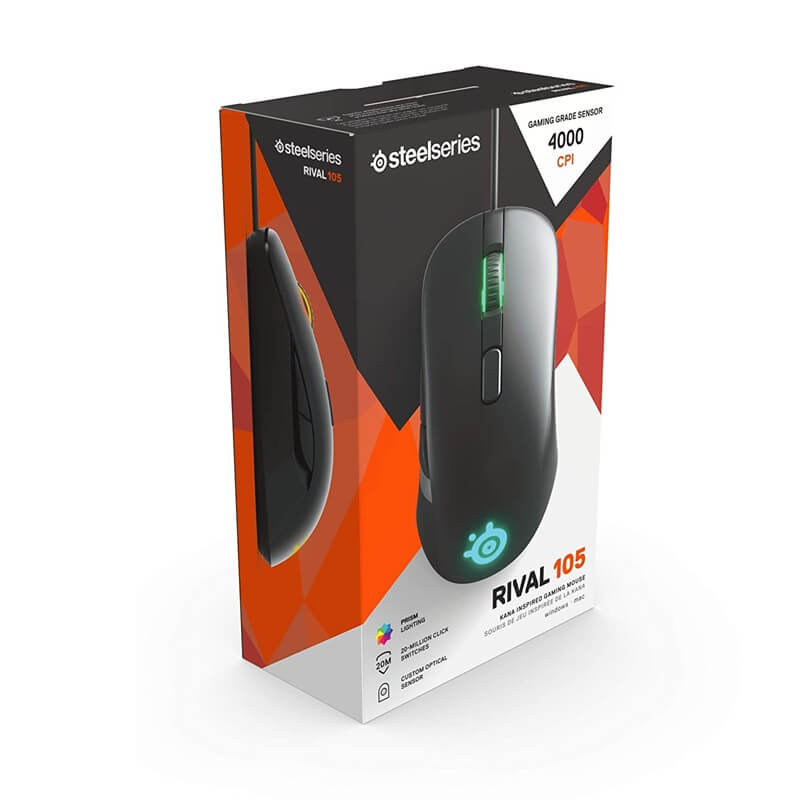 steelseries
RIVAL 105
steelseries
GAMING GRADE SENSOR
4000
CPI
RIVAL 105
KANA INSPIRED GAMING MOUSE
SOURIS DE JEU INSPIRÉE DE LA KANA
windows | mac
PRISM
LIGHTING
20M
20-MILLION CLICK
SWITCHES
CUSTOM OPTICAL
SENSOR